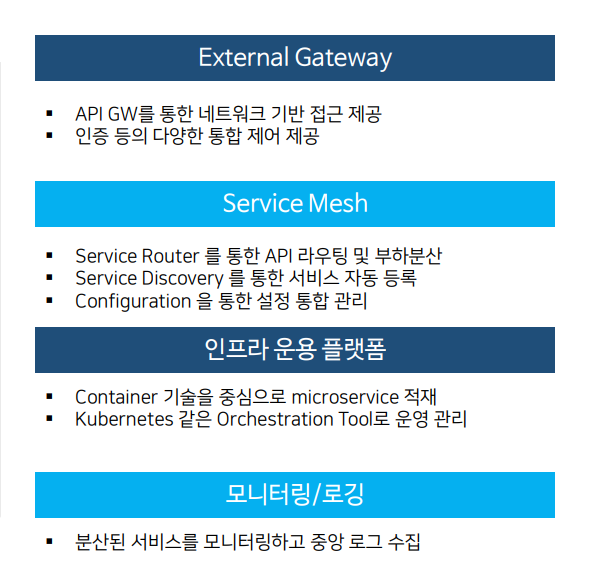 External Gateway
▪ API GW를 통한 네트워크 기반 접근 제공
▪ 인증 등의 다양한 통합 제어 제공
Service Mesh
▪ Service Router 를 통한 API 라우팅 및 부하분산
▪ Service Discovery 를 통한 서비스 자동 등록
▪ Configuration 을 통한 설정 통합 관리
인프라 운용 플랫폼
▪ Container 기술을 중심으로 microservice 적재
▪ Kubernetes 같은 Orchestration Tool로 운영 관리
모니터링/로깅
▪ 분산된 서비스를 모니터링하고 중앙 로그 수집